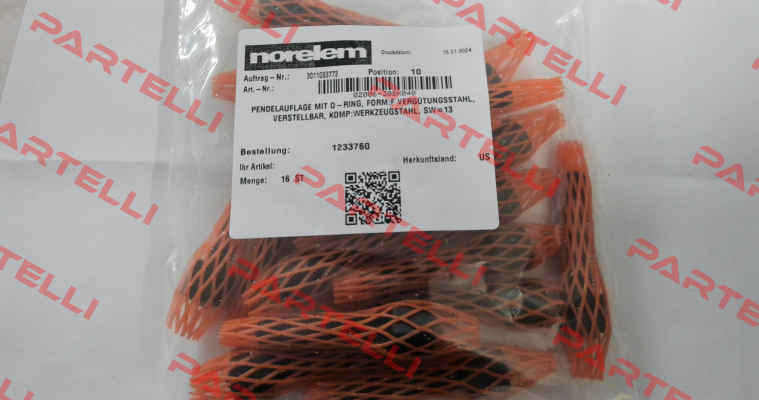 norelem
Druckdatum: 15.01.2024
Auftrag-Nr.: 3011093773 Position: 10
Art.-Nr.:
02006-308X040
PENDELAUFLAGE MIT O-RING, FORM:F VERGÜTUNGSSTAHL,
VERSTELLBAR, KOMP:WERKZEUGSTAHL, SW=13
Bestellung: 1233760
Ihr Artikel: Herkunftsland: US
Menge: 16 ST
PARTELLI
PARTELLI
PARTELLI
PARTELLI
PARTELLI
PARTELLI
PARTELLI
PARTELLI